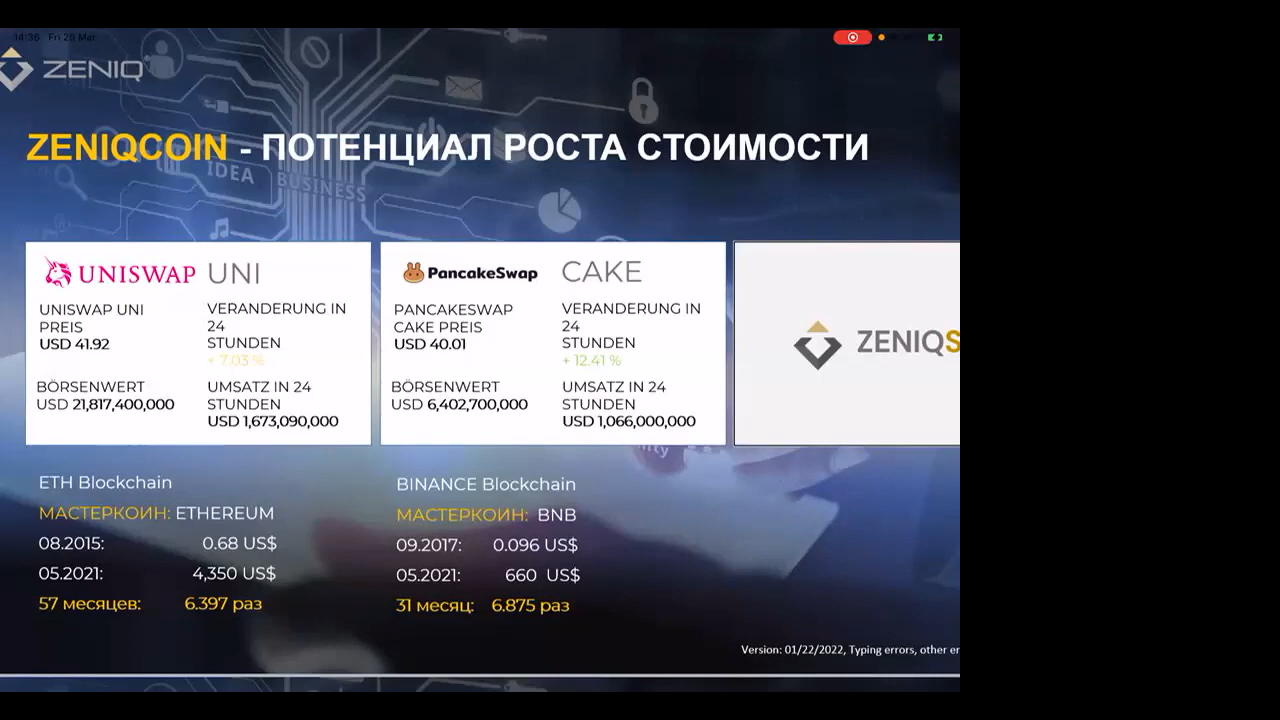 14:36 Fri 25 Mar
ZENIQ
ZENIQCOIN - ПОТЕНЦИАЛ РОСТА СТОИМОСТИ
IDEA
BUSINESS
UNISWAP UNI
UNISWAP UNI
PREIS
USD 41.92
VERANDERUNG IN
24
STUNDEN
+ 7.03 %
BÖRSENWERT
USD 21,817,400,000
UMSATZ IN 24
STUNDEN
USD 1,673,090,000
PancakeSwap CAKE
PANCAKESWAP
CAKE PREIS
USD 40.01
VERANDERUNG IN
24
STUNDEN
+ 12.41 %
BÖRSENWERT
USD 6,402,700,000
UMSATZ IN 24
STUNDEN
USD 1,066,000,000
ZENIQS
ETH Blockchain
МАСТЕРКОИН: ETHEREUM
08.2015: 0.68 US$
05.2021: 4,350 US$
57 месяцев: 6.397 раз
BINANCE Blockchain
МАСТЕРКОИН: BNB
09.2017: 0.096 US$
05.2021: 660 US$
31 месяц: 6.875 раз
Version: 01/22/2022, Typing errors, other er